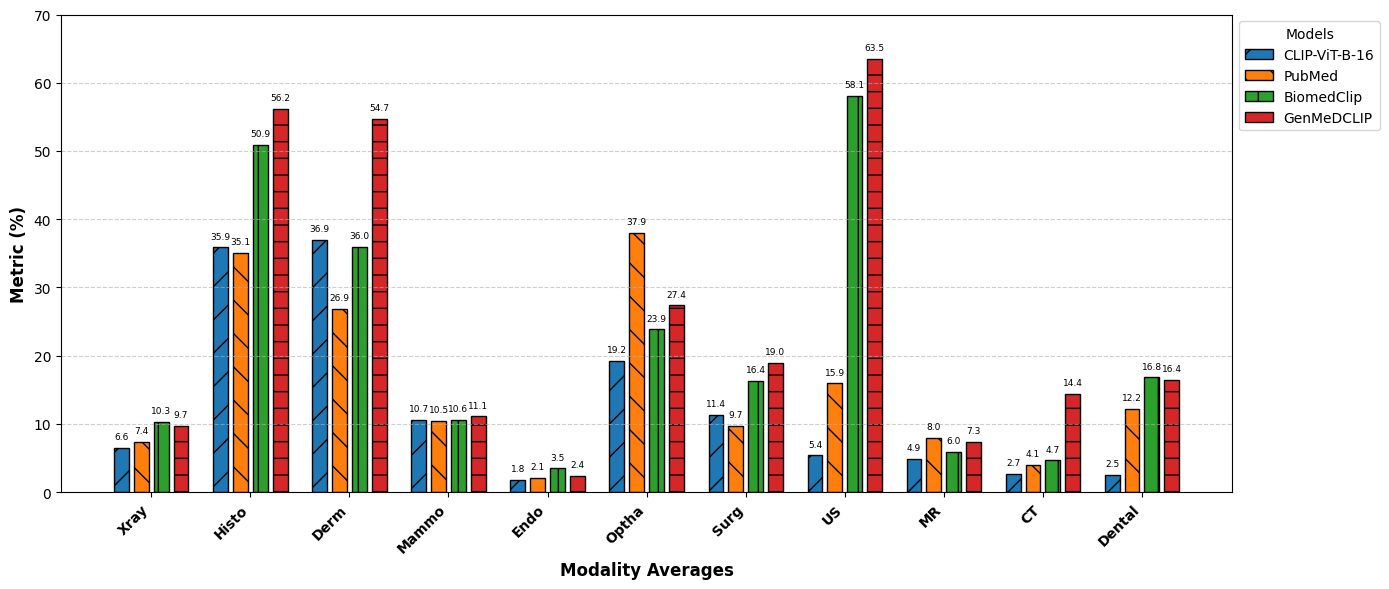 70
60
50
40
30
20
10
0
Metric (%)
6.6 7.4 10.3 9.7
35.9 35.1 50.9 56.2
36.9 26.9 36.0 54.7
10.7 10.5 10.6 11.1
1.8 2.1 3.5 2.4
19.2 37.9 23.9 27.4
11.4 9.7 16.4 19.0
5.4 15.9 58.1 63.5
4.9 8.0 6.0 7.3
2.7 4.1 4.7 14.4
2.5 12.2 16.8 16.4
Xray Histo Derm Mammo Endo Optha Surg US MR CT Dental
Modality Averages
Models
CLIP-ViT-B-16
PubMed
BiomedClip
GenMeDCLIP